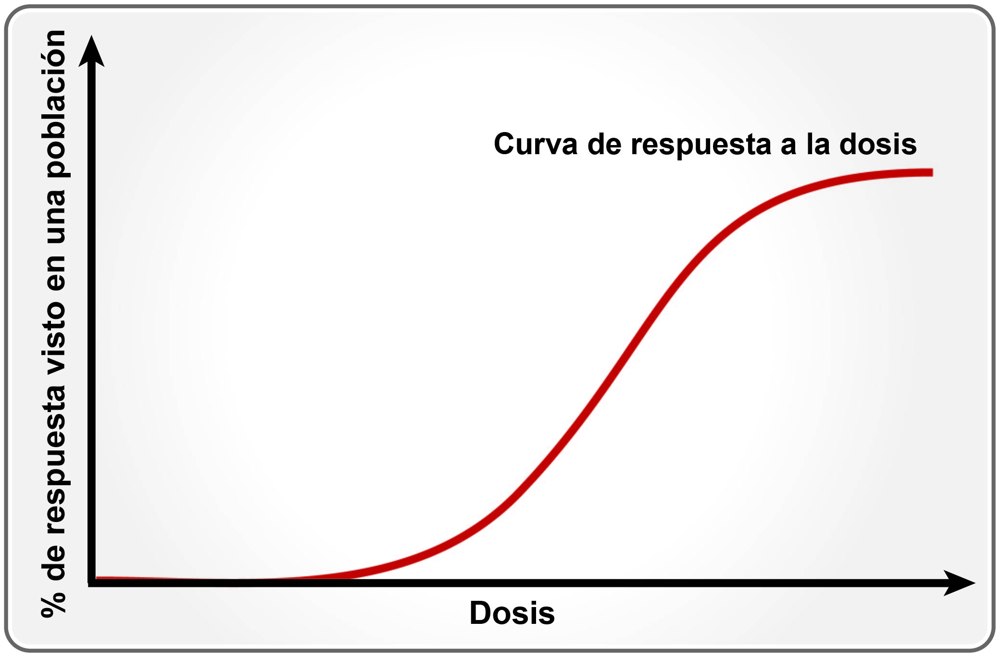 % de respuesta visto en una población
Curva de respuesta a la dosis
Dosis